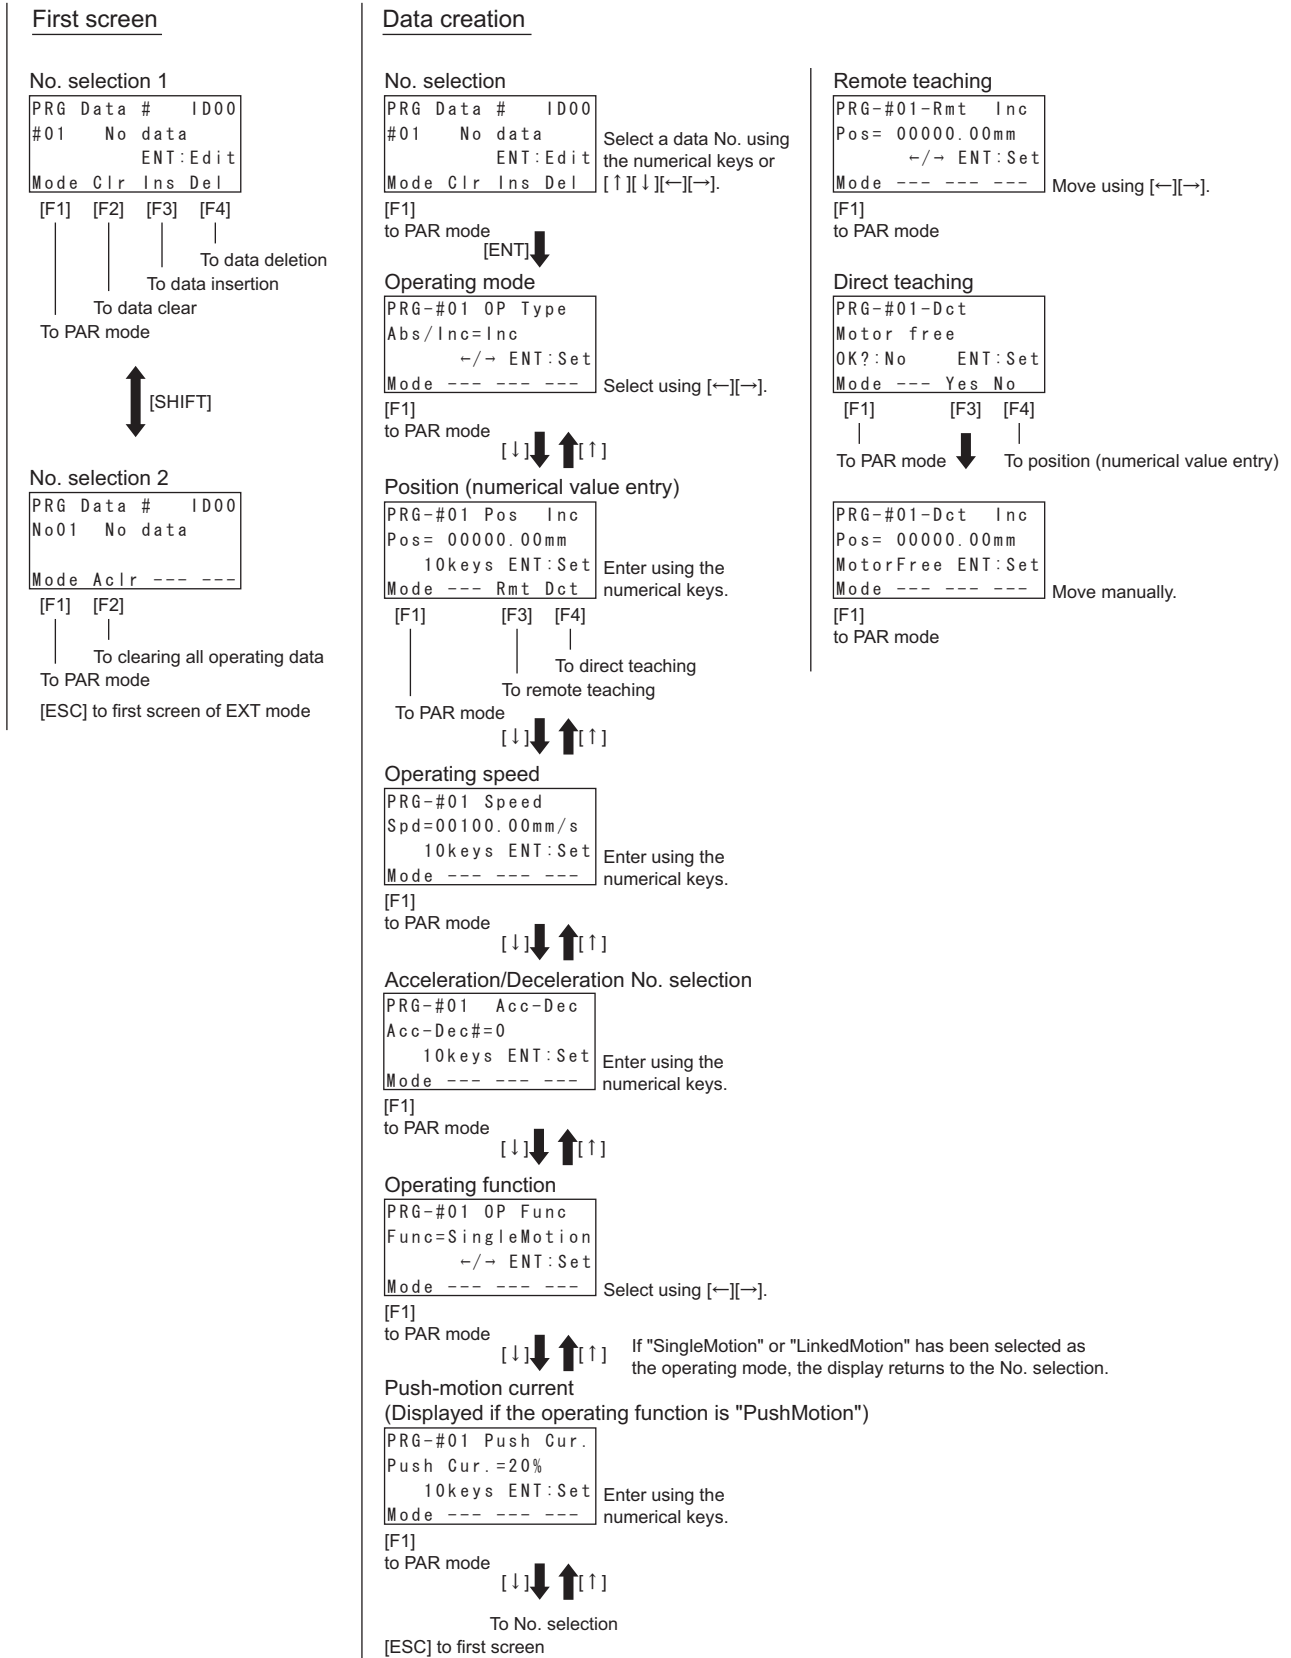 First screen
No. selection 1
PRG Data # ID00
#01 No data
ENT:Edit
Mode Clr Ins Del
[F1] [F2] [F3] [F4]
To data deletion
To data insertion
To data clear
To PAR mode
[SHIFT]
No. selection 2
PRG Data # ID00
No01 No data
Mode Aclr --- ---
[F1] [F2]
To clearing all operating data
To PAR mode
[ESC] to first screen of EXT mode
Data creation
No. selection
PRG Data # ID00
#01 No data
ENT:Edit
Mode Clr Ins Del
Select a data No. using
the numerical keys or
[↑][↓][←][→].
[F1]
to PAR mode
[ENT]
Operating mode
PRG-#01 OP Type
Abs/Inc=Inc
←/→ ENT:Set
Mode --- --- ---
Select using [←][→].
[F1]
to PAR mode
[↓] [↑]
Position (numerical value entry)
PRG-#01 Pos Inc
Pos= 00000.00mm
10keys ENT:Set
Mode --- Rmt Dct
Enter using the
numerical keys.
[F1] [F3] [F4]
To direct teaching
To remote teaching
To PAR mode
[↓] [↑]
Operating speed
PRG-#01 Speed
Spd=00100.00mm/s
10keys ENT:Set
Mode --- --- ---
Enter using the
numerical keys.
[F1]
to PAR mode
[↓] [↑]
Acceleration/Deceleration No. selection
PRG-#01 Acc-Dec
Acc-Dec#=0
10keys ENT:Set
Mode --- --- ---
Enter using the
numerical keys.
[F1]
to PAR mode
[↓] [↑]
Operating function
PRG-#01 OP Func
Func=SingleMotion
←/→ ENT:Set
Mode --- --- ---
Select using [←][→].
[F1]
to PAR mode
[↓] [↑]
If "SingleMotion" or "LinkedMotion" has been selected as
the operating mode, the display returns to the No. selection.
Push-motion current
(Displayed if the operating function is "PushMotion")
PRG-#01 Push Cur.
Push Cur.=20%
10keys ENT:Set
Mode --- --- ---
Enter using the
numerical keys.
[F1]
to PAR mode
[↓] [↑]
To No. selection
[ESC] to first screen
Remote teaching
PRG-#01-Rmt Inc
Pos= 00000.00mm
←/→ ENT:Set
Mode --- --- ---
Move using [←][→].
[F1]
to PAR mode
Direct teaching
PRG-#01-Dct
Motor free
OK?:No ENT:Set
Mode --- Yes No
[F1] [F3] [F4]
To PAR mode
To position (numerical value entry)
PRG-#01-Dct Inc
Pos= 00000.00mm
MotorFree ENT:Set
Mode --- --- ---
Move manually.
[F1]
to PAR mode